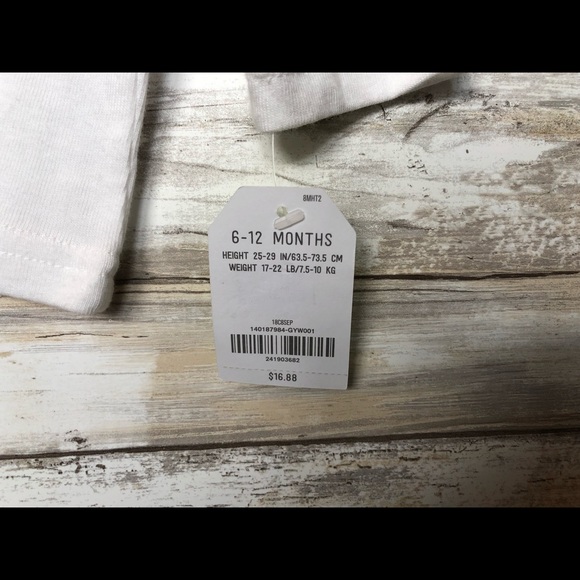 8MHT2
6-12 MONTHS
HEIGHT 25-29 IN/63.5-73.5 CM
WEIGHT 17-22 LB/7.5-10 KG
18C8SEP
140187984-GYW001
241903682
$16.88